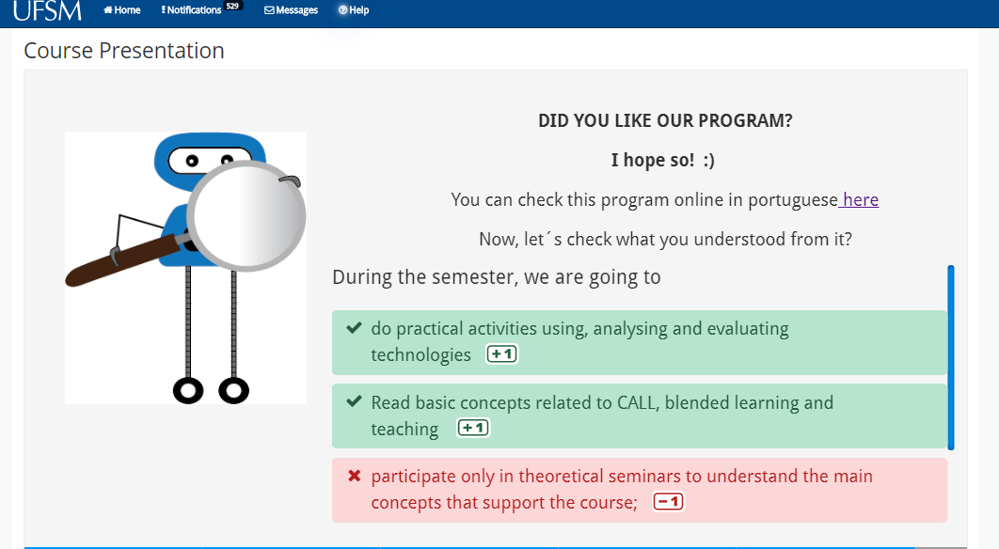 UFSM Home Notifications 529 Messages Help
Course Presentation
DID YOU LIKE OUR PROGRAM?
I hope so! :)
You can check this program online in portuguese here
Now, let´s check what you understood from it?
During the semester, we are going to
do practical activities using, analysing and evaluating
technologies +1
Read basic concepts related to CALL, blended learning and
teaching +1
participate only in theoretical seminars to understand the main
concepts that support the course; −1